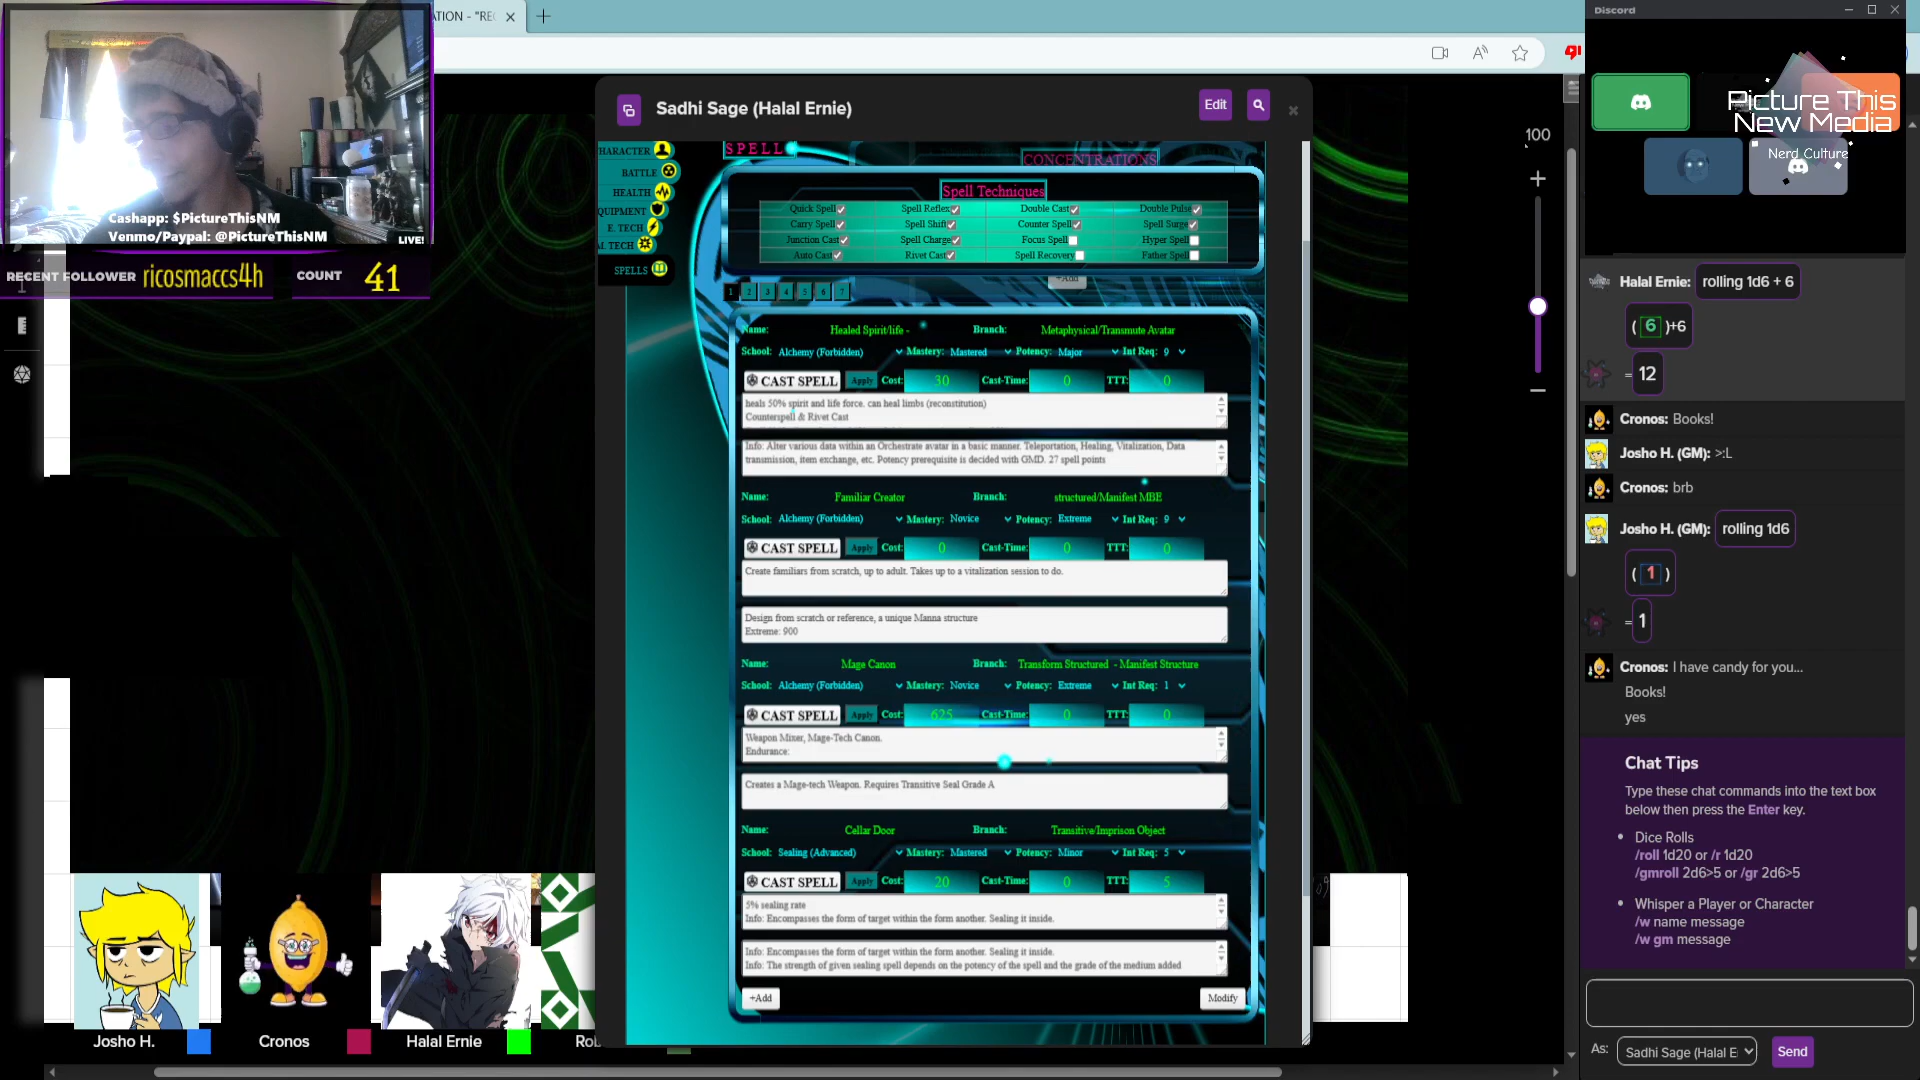 ATION - "REC
100
Discord
Picture This
New Media
Nerd Culture
Cashapp: $PictureThisNM
Venmo/Paypal: @PictureThisNM
LIVE!
RECENT FOLLOWER ricosmaccs4h COUNT 41
Sadhi Sage (Halal Ernie)
Edit
HARACTER
BATTLE
HEALTH
QUIPMENT
E. TECH
M. TECH
SPELLS
SPELL
CONCENTRATIONS
Spell Techniques
Quick Spell Spell Reflex Double Cast Double Pulse
Carry Spell Spell Shift Counter Spell Spell Surge
Junction Cast Spell Charge Focus Spell Hyper Spell
Auto Cast Rivet Cast Spell Recovery Father Spell
+Add
1 2 3 4 5 6 7
Name: Healed Spirit/life - Branch: Metaphysical/Transmute Avatar
School: Alchemy (Forbidden) Mastery: Mastered Potency: Major Int Req: 9
CAST SPELL Apply Cost: 30 Cast-Time: 0 TTT: 0
heals 50% spirit and life force. can heal limbs (reconstitution)
Counterspell & Rivet Cast
Info: Alter various data within an Orchestrate avatar in a basic manner. Teleportation, Healing, Vitalization, Data
transmission, item exchange, etc. Potency prerequisite is decided with GMD. 27 spell points
Name: Familiar Creator Branch: structured/Manifest MBE
School: Alchemy (Forbidden) Mastery: Novice Potency: Extreme Int Req: 9
CAST SPELL Apply Cost: 0 Cast-Time: 0 TTT: 0
Create familiars from scratch, up to adult. Takes up to a vitalization session to do.
Design from scratch or reference, a unique Manna structure
Extreme: 900
Name: Mage Canon Branch: Transform Structured - Manifest Structure
School: Alchemy (Forbidden) Mastery: Novice Potency: Extreme Int Req: 1
CAST SPELL Apply Cost: 625 Cast-Time: 0 TTT: 0
Weapon Mixer, Mage-Tech Canon.
Endurance:
Creates a Mage-tech Weapon. Requires Transitive Seal Grade A
Name: Cellar Door Branch: Transitive/Imprison Object
School: Sealing (Advanced) Mastery: Mastered Potency: Minor Int Req: 5
CAST SPELL Apply Cost: 20 Cast-Time: 0 TTT: 5
5% sealing rate
Info: Encompasses the form of target within the form another. Sealing it inside.
Info: Encompasses the form of target within the form another. Sealing it inside.
Info: The strength of given sealing spell depends on the potency of the spell and the grade of the medium added
+Add Modify
Josho H. Cronos Halal Ernie Rob
Halal Ernie: rolling 1d6 + 6
( 6 )+6
= 12
Cronos: Books!
Josho H. (GM): >:L
Cronos: brb
Josho H. (GM): rolling 1d6
( 1 )
= 1
Cronos: I have candy for you...
Books!
yes
Chat Tips
Type these chat commands into the text box
below then press the Enter key.
• Dice Rolls
/roll 1d20 or /r 1d20
/gmroll 2d6>5 or /gr 2d6>5
• Whisper a Player or Character
/w name message
/w gm message
As: Sadhi Sage (Halal E Send